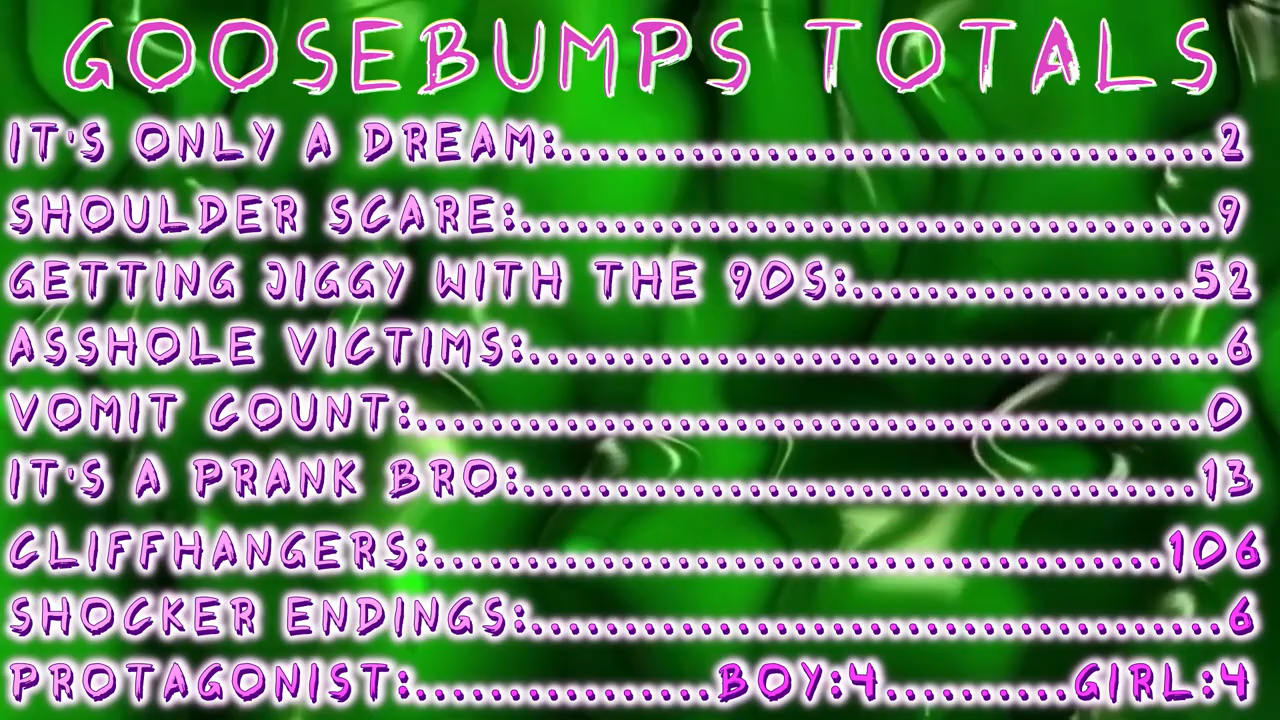 GOOSEBUMPS TOTALS
IT'S ONLY A DREAM:..........................................2
SHOULDER SCARE:.............................................9
GETTING JIGGY WITH THE 90S:..................52
ASSHOLE VICTIMS:.....................................6
VOMIT COUNT:..........................................0
IT'S A PRANK BRO:....................................13
CLIFFHANGERS:.......................................106
SHOCKER ENDINGS:.....................................6
PROTAGONIST:................BOY:4..........GIRL:4